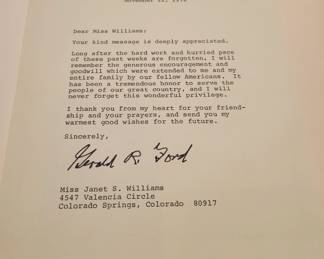 Dear Miss Williams:
Your kind message is deeply appreciated.
Long after the hard work and hurried pace
of these past weeks are forgotten, I will
remember the generous encouragement and
goodwill which were extended to me and my
entire family by our fellow Americans. It
has been a tremendous honor to serve the
people of our great country, and I will
never forget this wonderful privilege.
I thank you from my heart for your friend-
ship and your prayers, and send you my
warmest good wishes for the future.
Sincerely,
Gerald R. Ford
Miss Janet S. Williams
4547 Valencia Circle
Colorado Springs, Colorado 80917